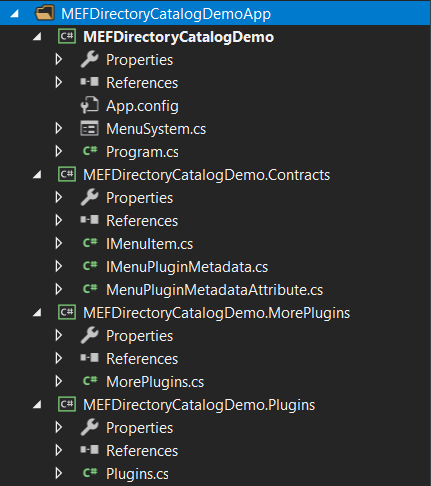 MEFDirectoryCatalogDemoApp
C# MEFDirectoryCatalogDemo
Properties
References
App.config
MenuSystem.cs
C# Program.cs
C# MEFDirectoryCatalogDemo.Contracts
Properties
References
C# IMenuItem.cs
C# IMenuPluginMetadata.cs
C# MenuPluginMetadataAttribute.cs
C# MEFDirectoryCatalogDemo.MorePlugins
Properties
References
C# MorePlugins.cs
C# MEFDirectoryCatalogDemo.Plugins
Properties
References
C# Plugins.cs